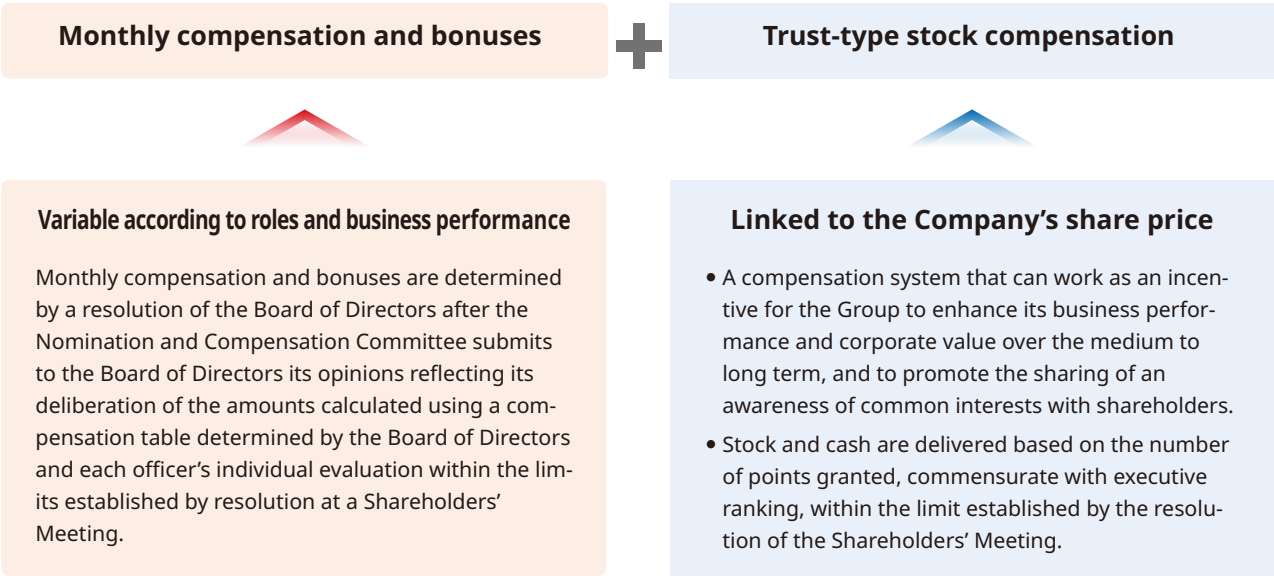 Monthly compensation and bonuses
Trust-type stock compensation
Variable according to roles and business performance
Monthly compensation and bonuses are determined
by a resolution of the Board of Directors after the
Nomination and Compensation Committee submits
to the Board of Directors its opinions reflecting its
deliberation of the amounts calculated using a com-
pensation table determined by the Board of Directors
and each officer’s individual evaluation within the lim-
its established by resolution at a Shareholders’
Meeting.
Linked to the Company’s share price
• A compensation system that can work as an incen-
tive for the Group to enhance its business perfor-
mance and corporate value over the medium to
long term, and to promote the sharing of an
awareness of common interests with shareholders.
• Stock and cash are delivered based on the number
of points granted, commensurate with executive
ranking, within the limit established by the resolu-
tion of the Shareholders’ Meeting.